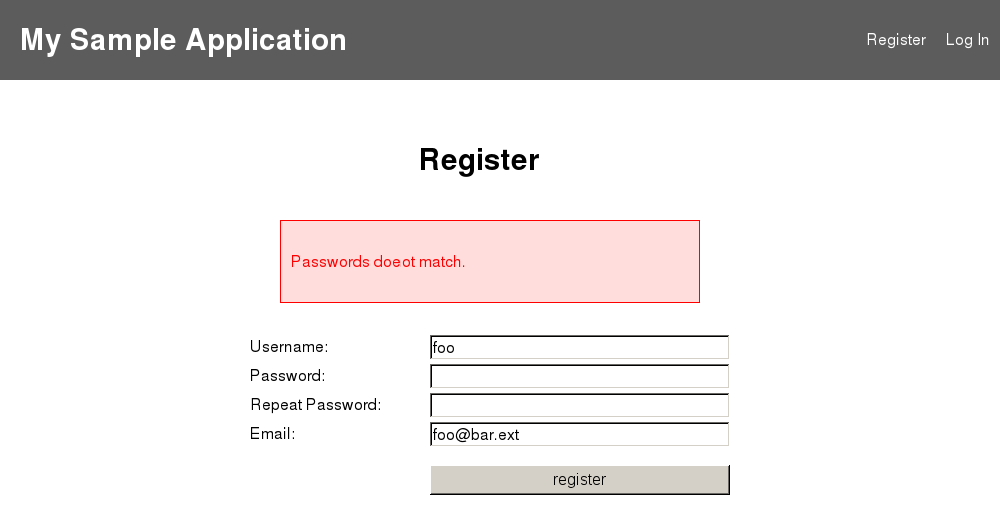 My Sample Application
Register Log In
Register
Passwords doeot match.
Username: foo
Password:
Repeat Password:
Email: foo@bar.ext
register